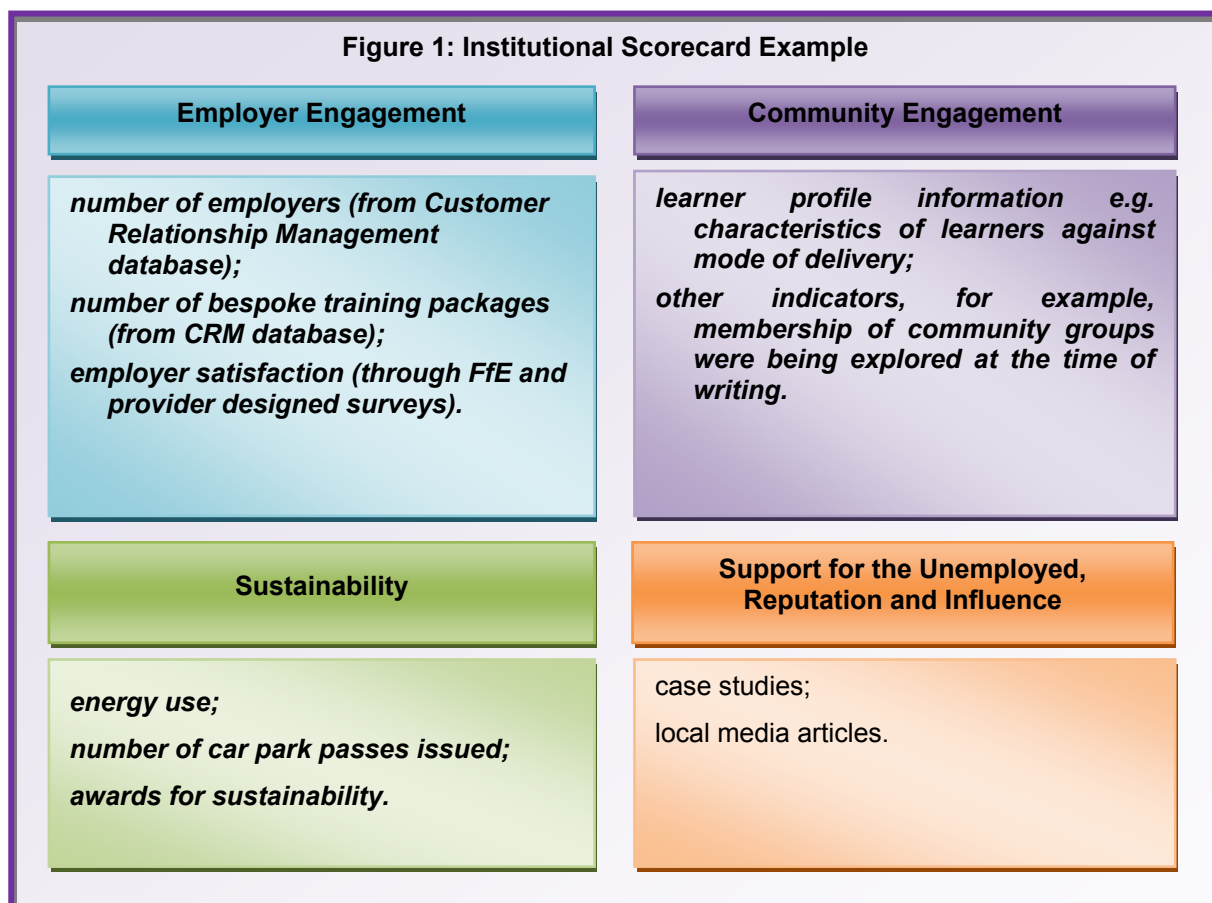 Figure 1: Institutional Scorecard Example
Employer Engagement
number of employers (from Customer
Relationship Management
database);
number of bespoke training packages
(from CRM database);
employer satisfaction (through FfE and
provider designed surveys).
Community Engagement
learner profile information e.g.
characteristics of learners against
mode of delivery;
other indicators, for example,
membership of community groups
were being explored at the time of
writing.
Sustainability
energy use;
number of car park passes issued;
awards for sustainability.
Support for the Unemployed,
Reputation and Influence
case studies;
local media articles.